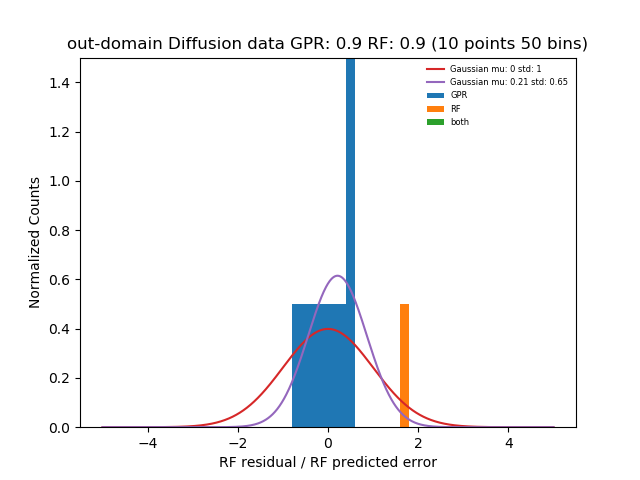 out-domain Diffusion data GPR: 0.9 RF: 0.9 (10 points 50 bins)
Gaussian mu: 0 std: 1
Gaussian mu: 0.21 std: 0.65
GPR
RF
both
Normalized Counts
1.4
1.2
1.0
0.8
0.6
0.4
0.2
0.0
−4
−2
0
2
4
RF residual / RF predicted error